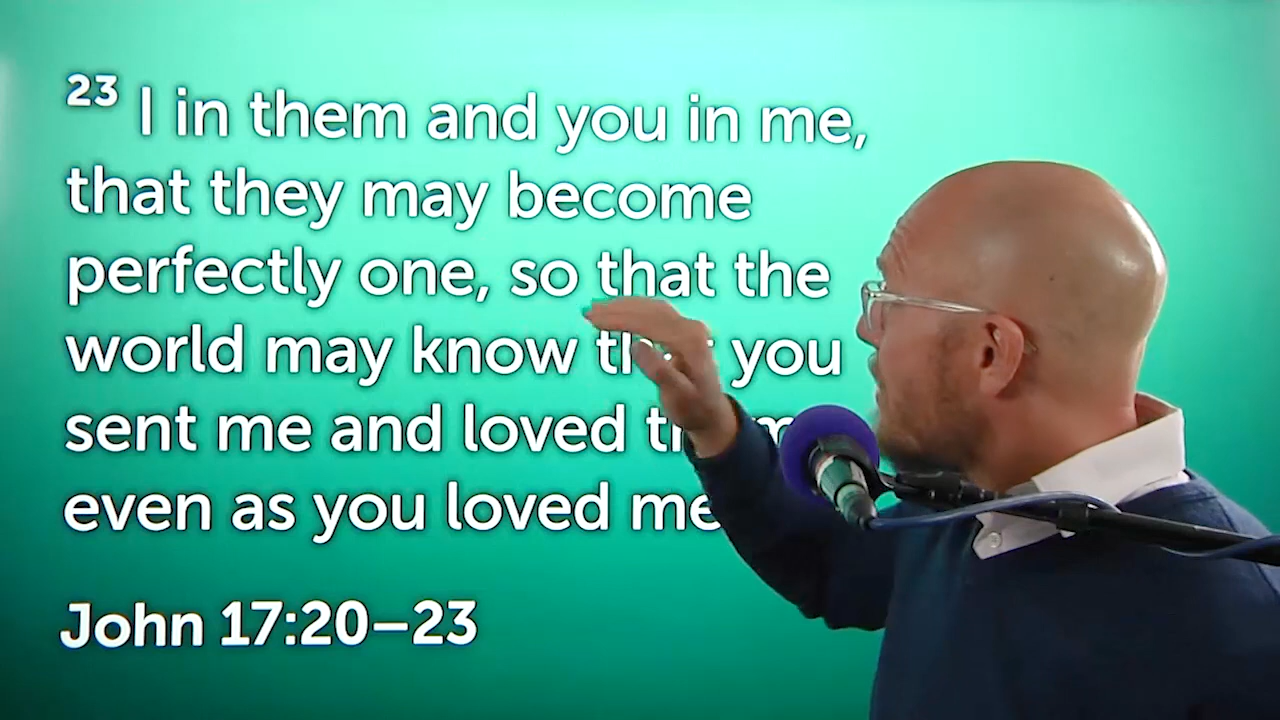 23 I in them and you in me,
that they may become
perfectly one, so that the
world may know you
sent me and loved
even as you loved me
John 17:20–23